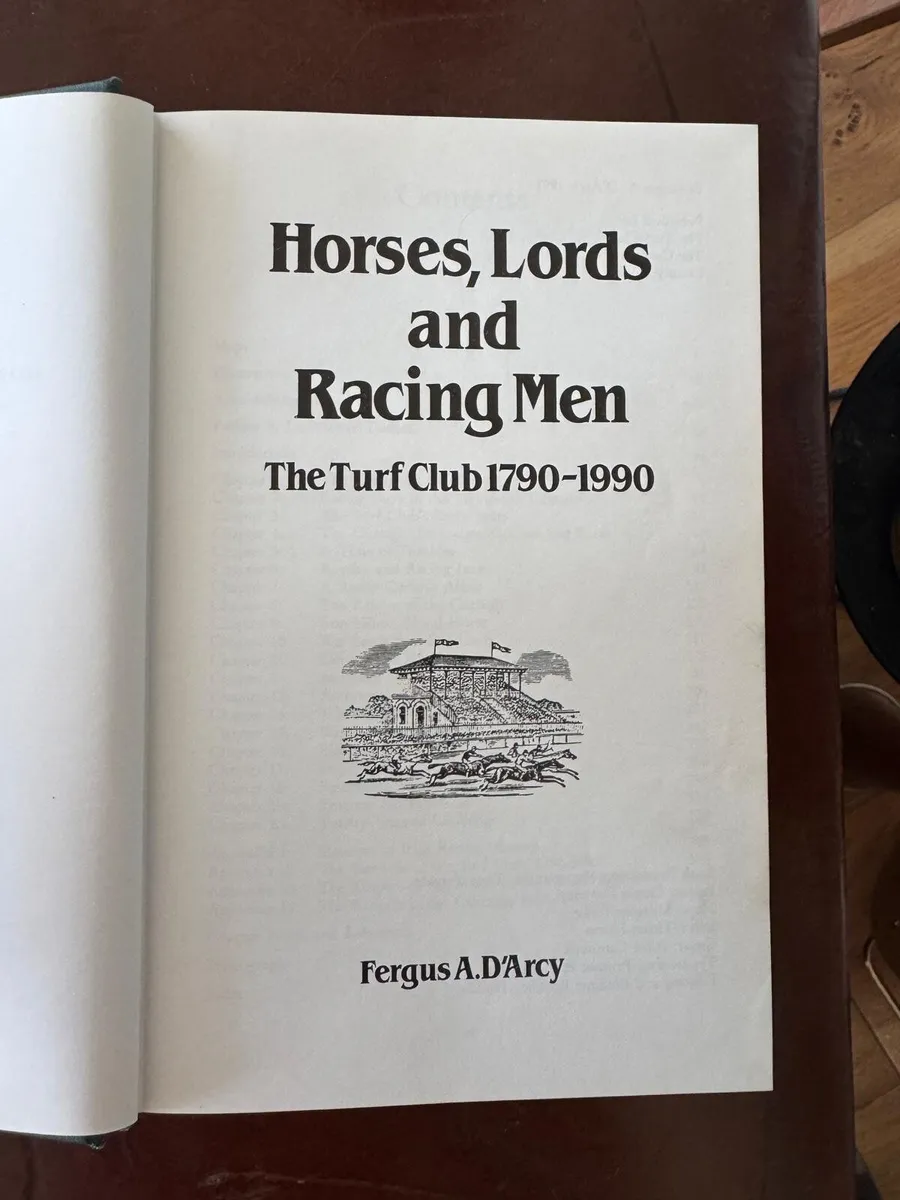 Horses, Lords
and
Racing Men
The Turf Club 1790-1990
Fergus A. D'Arcy